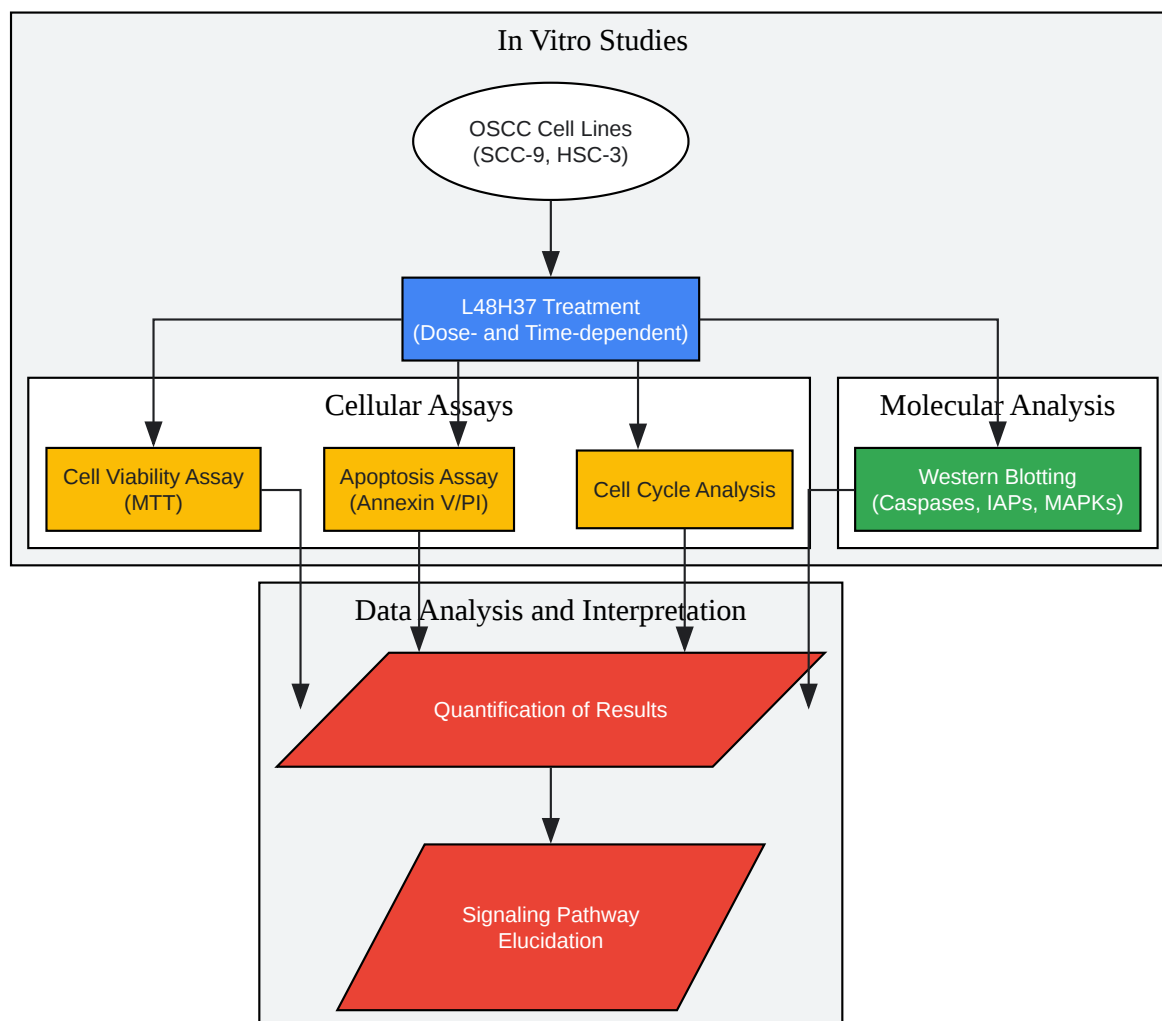 In Vitro Studies
OSCC Cell Lines
(SCC-9, HSC-3)
L48H37 Treatment
(Dose- and Time-dependent)
Cellular Assays
Molecular Analysis
Cell Viability Assay
(MTT)
Apoptosis Assay
(Annexin V/PI)
Cell Cycle Analysis
Western Blotting
(Caspases, IAPs, MAPKs)
Data Analysis and Interpretation
Quantification of Results
Signaling Pathway
Elucidation